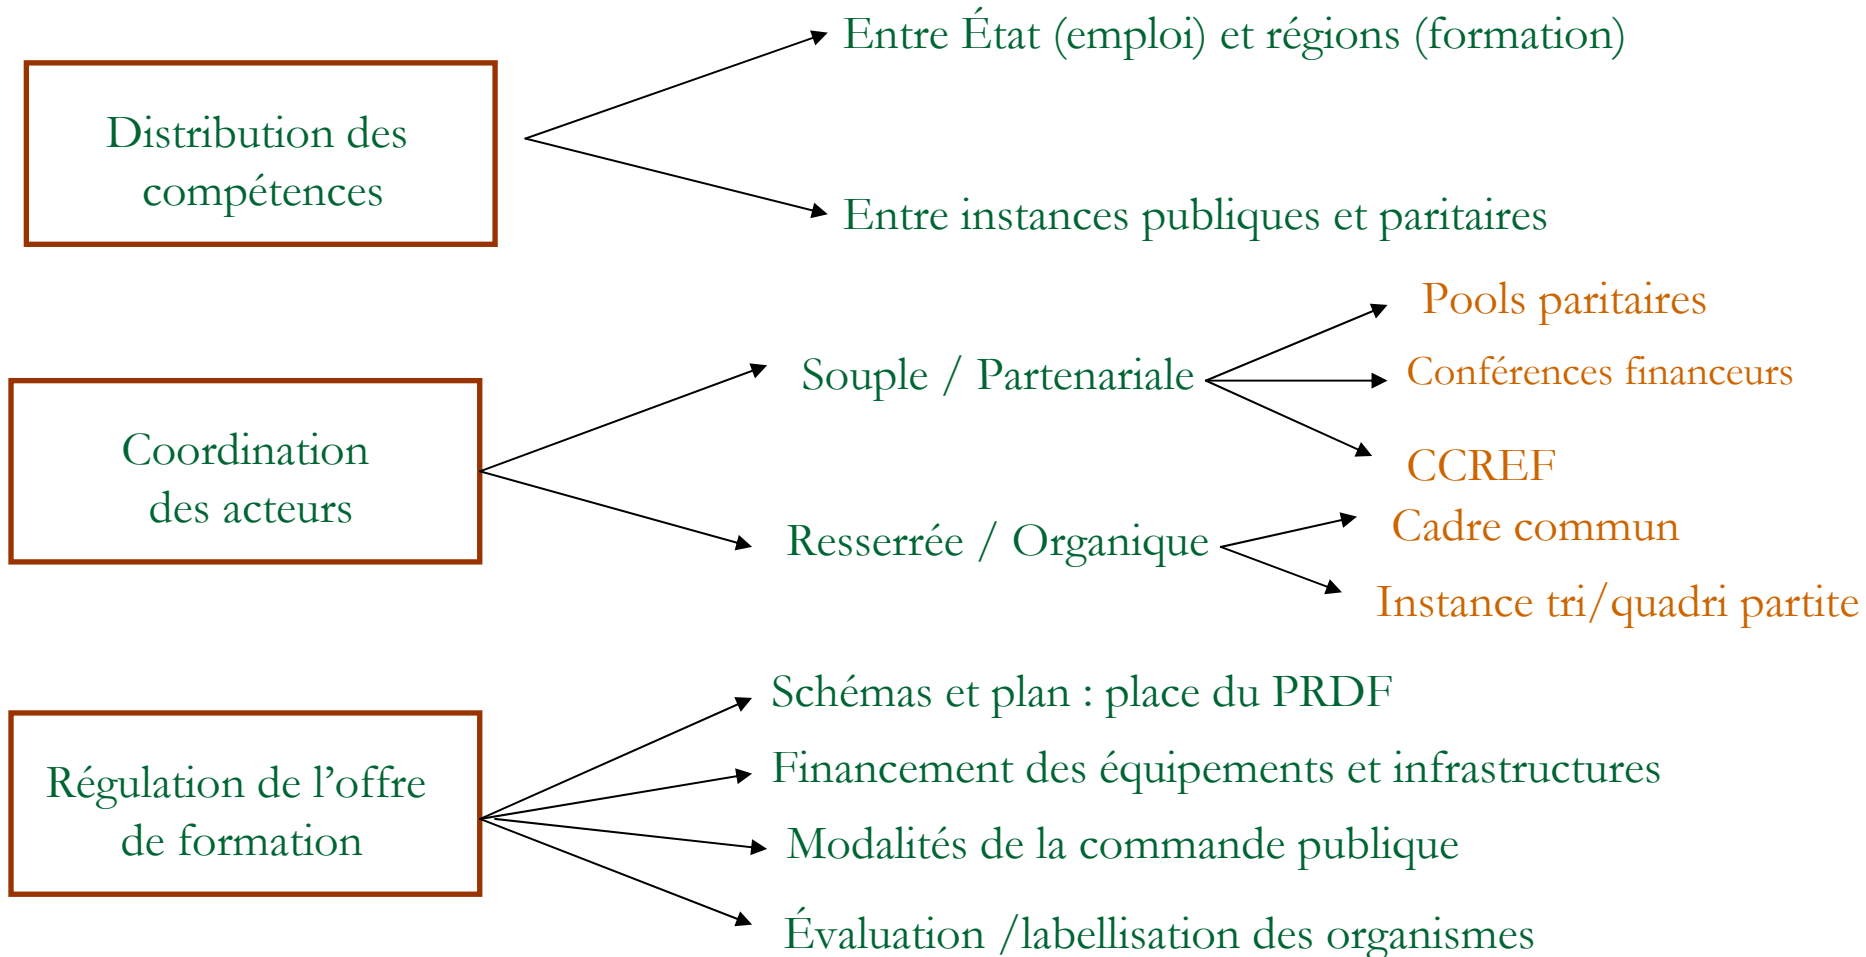 Distribution des
compétences
Entre État (emploi) et régions (formation)
Entre instances publiques et paritaires
Coordination
des acteurs
Souple / Partenariale
Pools paritaires
Conférences financeurs
CCREF
Resserrée / Organique
Cadre commun
Instance tri/quadri partite
Régulation de l’offre
de formation
Schémas et plan : place du PRDF
Financement des équipements et infrastructures
Modalités de la commande publique
Évaluation /labellisation des organismes